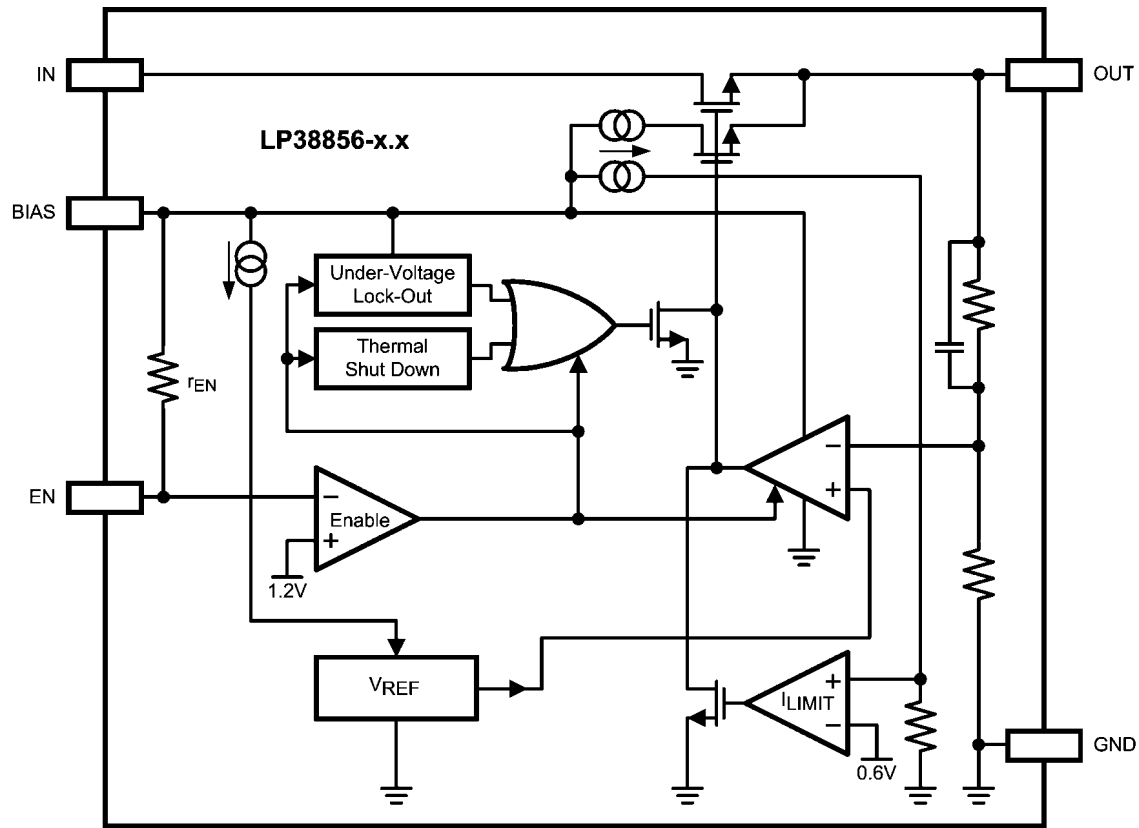 IN
OUT
LP38856-x.x
BIAS
Under-Voltage
Lock-Out
Thermal
Shut Down
rEN
EN
−
Enable
+
1.2V
−
+
VREF
+
ILIMIT
−
0.6V
GND